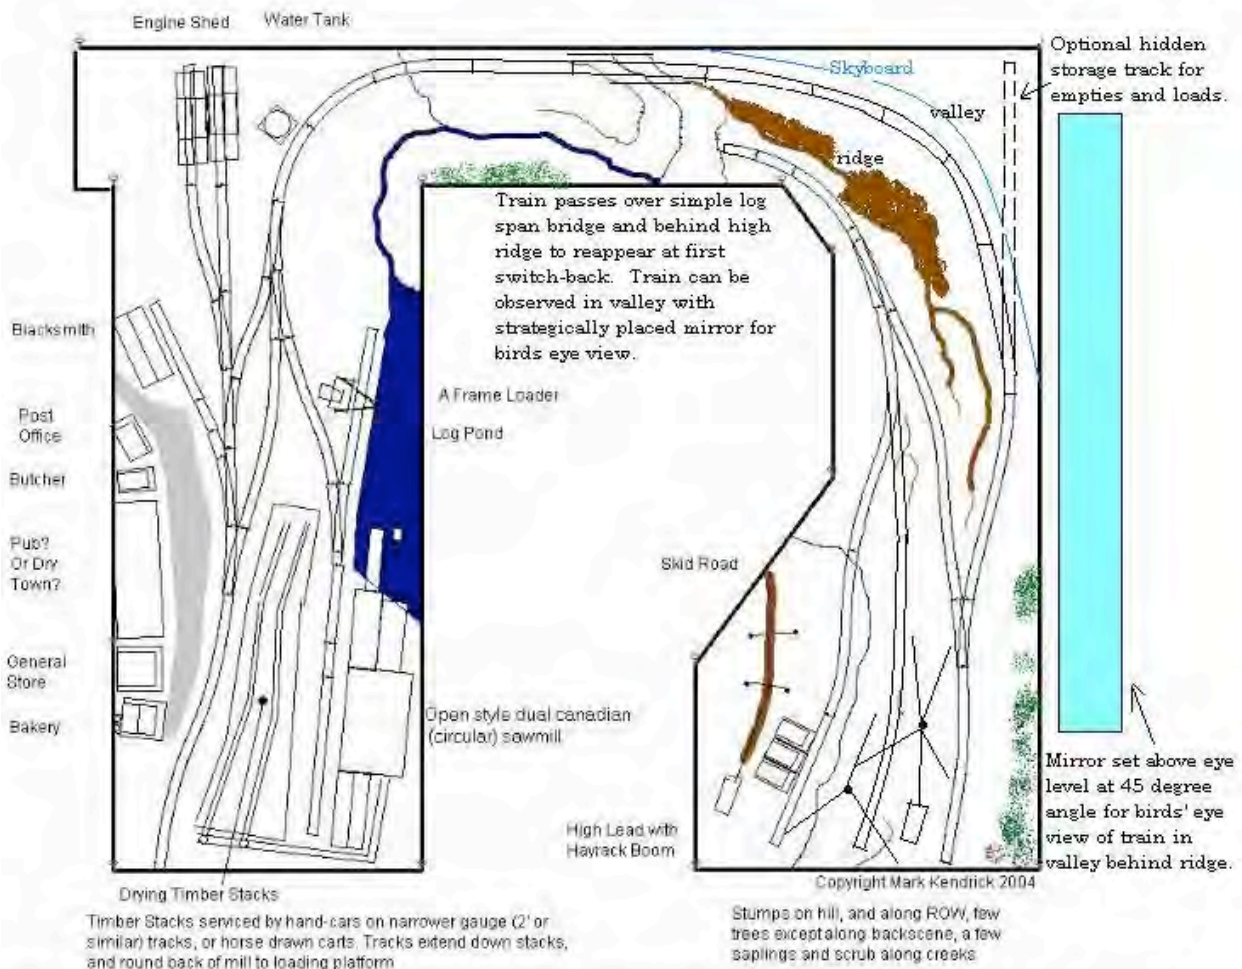 Engine Shed
Water Tank
Optional hidden
storage track for
empties and loads.
Skyboard
valley
ridge
Train passes over simple log
span bridge and behind high
ridge to reappear at first
switch-back. Train can be
observed in valley with
strategically placed mirror for
birds eye view.
Blacksmith
A Frame Loader
Post
Office
Log Pond
Butcher
Pub?
Or Dry
Town?
Skid Road
General
Store
Bakery
Open style dual canadian
(circular) sawmill
Mirror set above eye
level at 45 degree
angle for birds' eye
view of train in
valley behind ridge.
High Lead with
Hayrack Boom
Copyright Mark Kendrick 2004
Drying Timber Stacks
Timber Stacks serviced by hand-cars on narrower gauge (2' or
similar) tracks, or horse drawn carts. Tracks extend down stacks,
and round back of mill to loading platform
Stumps on hill, and along ROW, few
trees except along backscene, a few
saplings and scrub along creeks